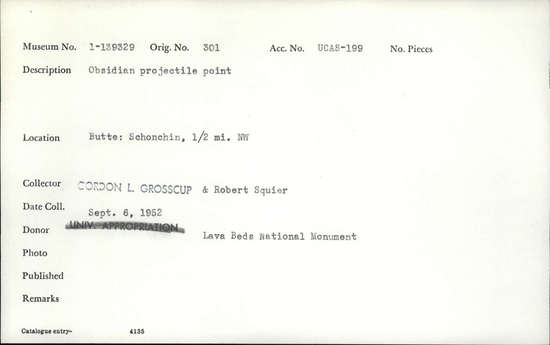 Museum No. 1-139329 Orig. No. 301 Acc. No. UCAS-199 No. Pieces
Description Obsidian projectile point
Location Butte: Schonchin, 1/2 mi. NW
Collector GORDON L. GROSSCUP & Robert Squier
Date Coll. Sept. 6, 1952
Donor UNIV. APPROPRIATION Lava Beds National Monument
Photo
Published
Remarks
Catalogue entry- 4135